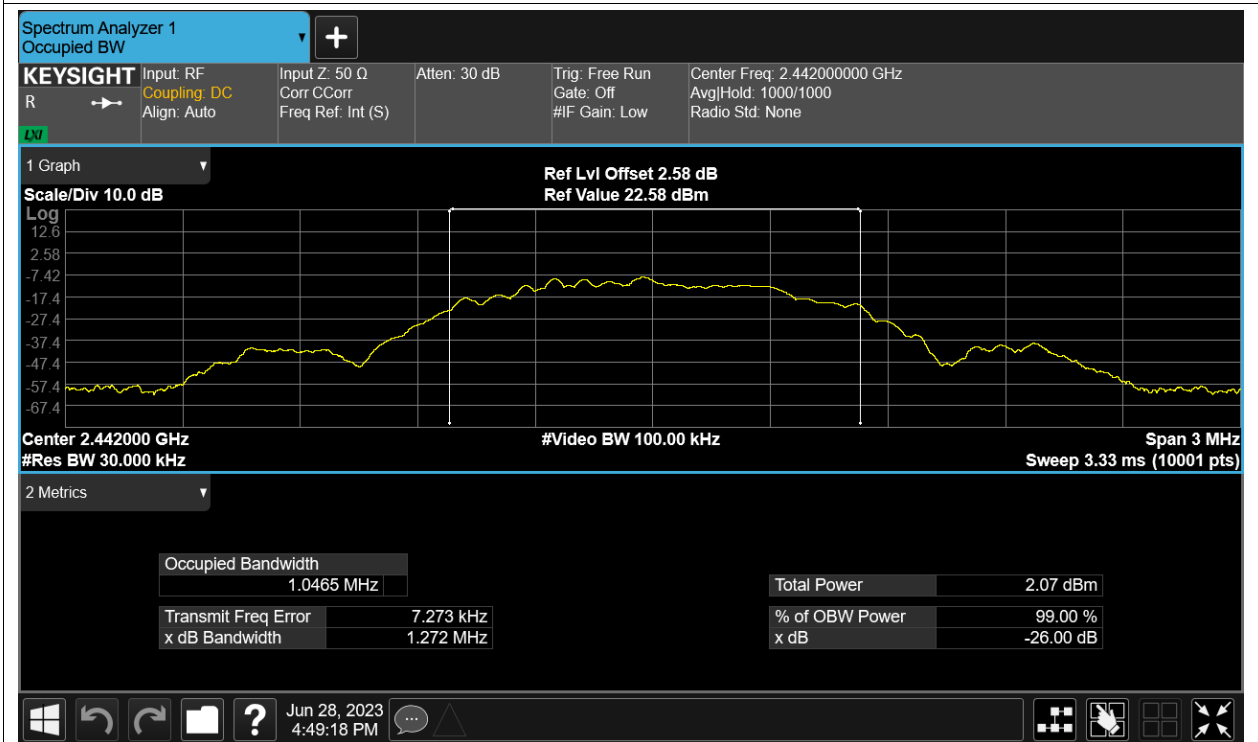 Spectrum Analyzer 1
Occupied BW
KEYSIGHT
R
LXI
Input: RF
Coupling: DC
Align: Auto
Input Z: 50 Ω
Corr CCorr
Freq Ref: Int (S)
Atten: 30 dB
Trig: Free Run
Gate: Off
#IF Gain: Low
Center Freq: 2.442000000 GHz
Avg|Hold: 1000/1000
Radio Std: None
1 Graph
Scale/Div 10.0 dB
Ref Lvl Offset 2.58 dB
Ref Value 22.58 dBm
Log
12.6
2.58
-7.42
-17.4
-27.4
-37.4
-47.4
-57.4
-67.4
Center 2.442000 GHz
#Res BW 30.000 kHz
#Video BW 100.00 kHz
Span 3 MHz
Sweep 3.33 ms (10001 pts)
2 Metrics
Occupied Bandwidth
1.0465 MHz
Transmit Freq Error 7.273 kHz
x dB Bandwidth 1.272 MHz
Total Power 2.07 dBm
% of OBW Power 99.00 %
x dB -26.00 dB
?
Jun 28, 2023
4:49:18 PM